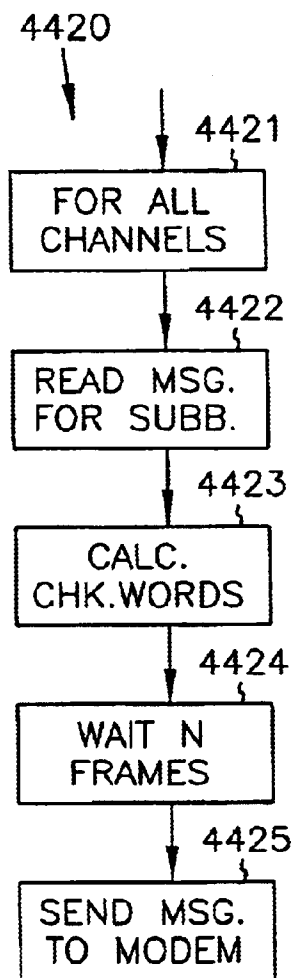 4420
4421
FOR ALL
CHANNELS
4422
READ MSG.
FOR SUBB.
4423
CALC.
CHK.WORDS
4424
WAIT N
FRAMES
4425
SEND MSG.
TO MODEM